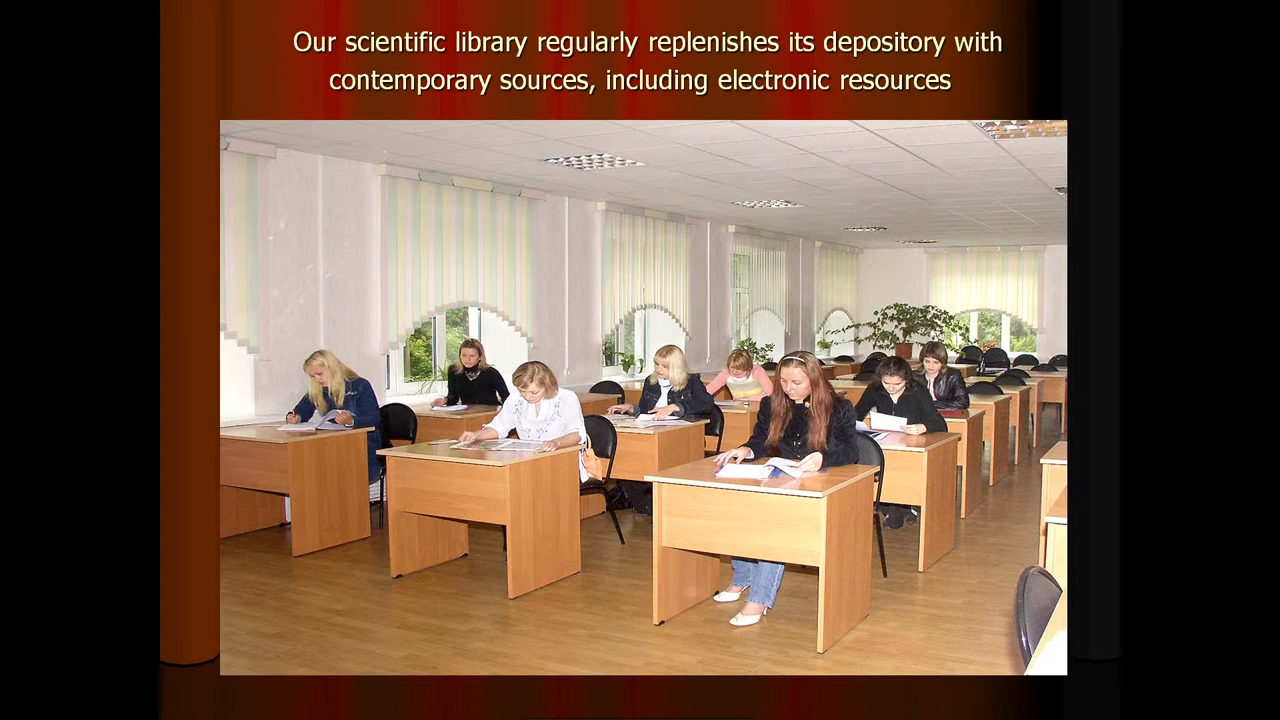 Our scientific library regularly replenishes its depository with
contemporary sources, including electronic resources